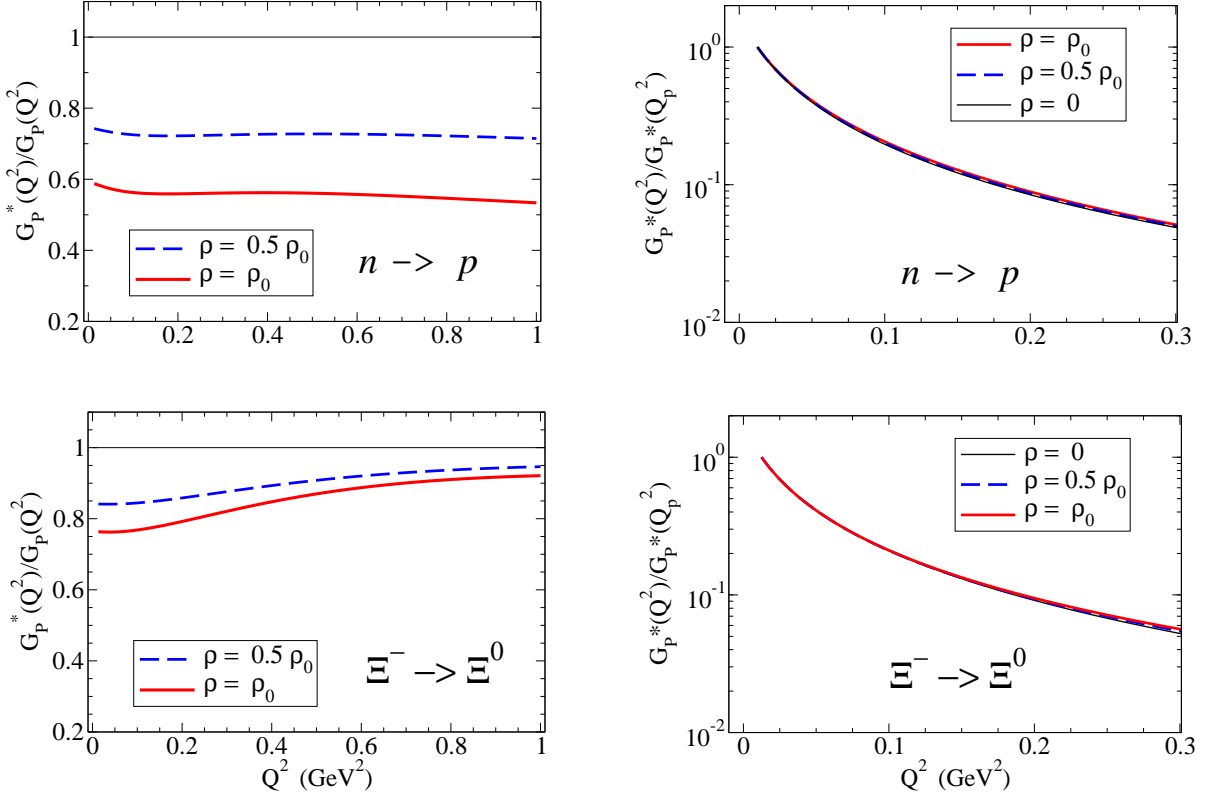 1
0.8
0.6
0.4
0.2
0 0.2 0.4 0.6 0.8 1
G_P^*(Q^2)/G_P(Q^2)
ρ = 0.5 ρ_0
ρ = ρ_0
n -> p
10^0
10^-1
10^-2
0 0.1 0.2 0.3
G_P*(Q^2)/G_P*(Q_p^2)
ρ = ρ_0
ρ = 0.5 ρ_0
ρ = 0
n -> p
1
0.8
0.6
0.4
0.2
0 0.2 0.4 0.6 0.8 1
G_P^*(Q^2)/G_P(Q^2)
Q^2 (GeV^2)
ρ = 0.5 ρ_0
ρ = ρ_0
Ξ^- -> Ξ^0
10^0
10^-1
10^-2
0 0.1 0.2 0.3
G_P*(Q^2)/G_P*(Q_p^2)
Q^2 (GeV^2)
ρ = 0
ρ = 0.5 ρ_0
ρ = ρ_0
Ξ^- -> Ξ^0